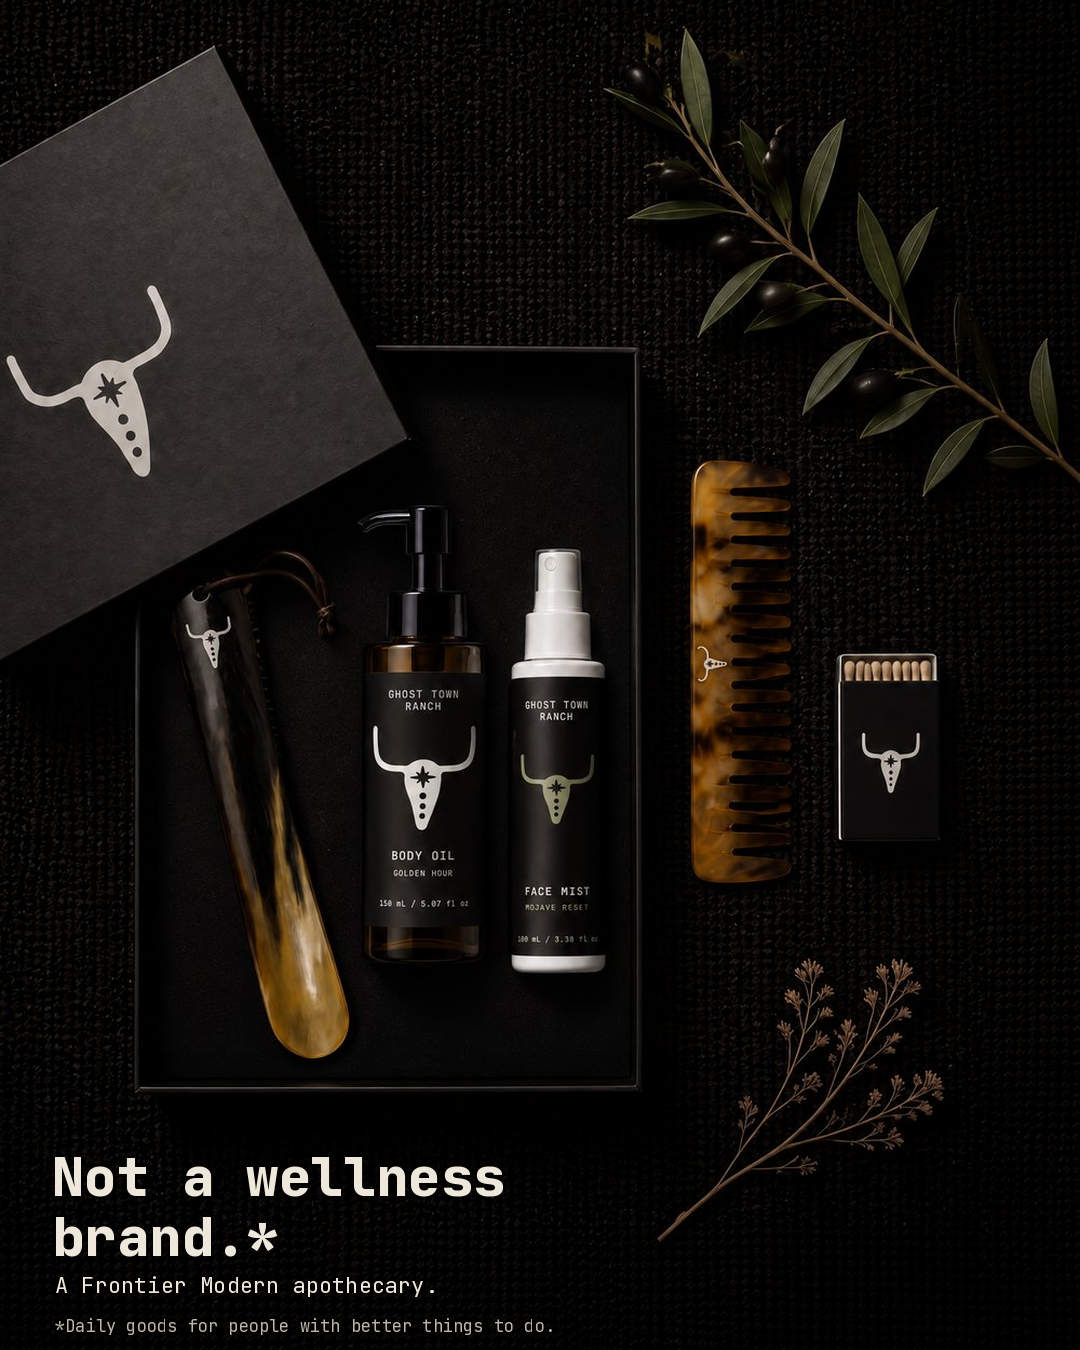 GHOST TOWN
RANCH
BODY OIL
GOLDEN HOUR
150 mL / 5.07 fl oz
GHOST TOWN
RANCH
FACE MIST
MOJAVE RESET
100 mL / 3.38 fl oz
Not a wellness
brand.*
A Frontier Modern apothecary.
*Daily goods for people with better things to do.